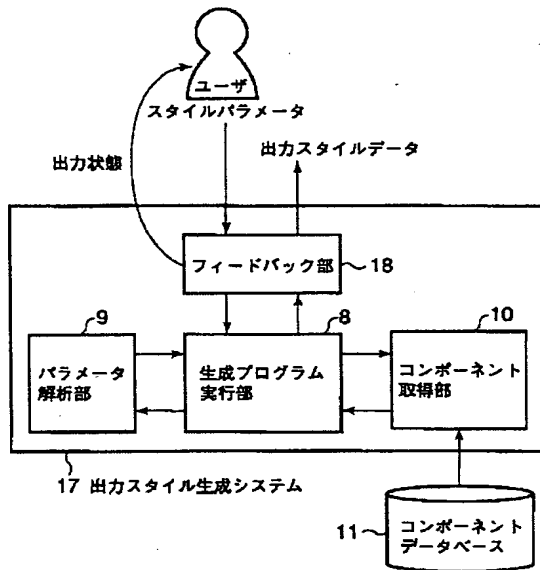 ユーザ
スタイルパラメータ
出力状態
出力スタイルデータ
フィードバック部
18
9
8
10
パラメータ
解析部
生成プログラム
実行部
コンポーネント
取得部
17 出力スタイル生成システム
11
コンポーネント
データベース